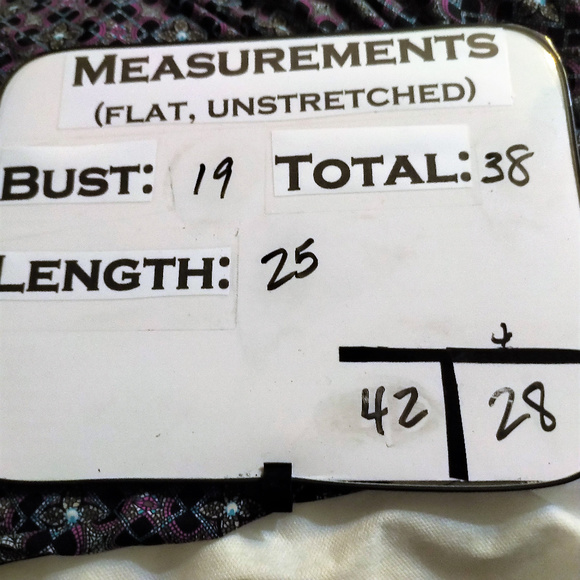 MEASUREMENTS
(FLAT, UNSTRETCHED)
BUST: 19 TOTAL: 38
LENGTH: 25
42 28